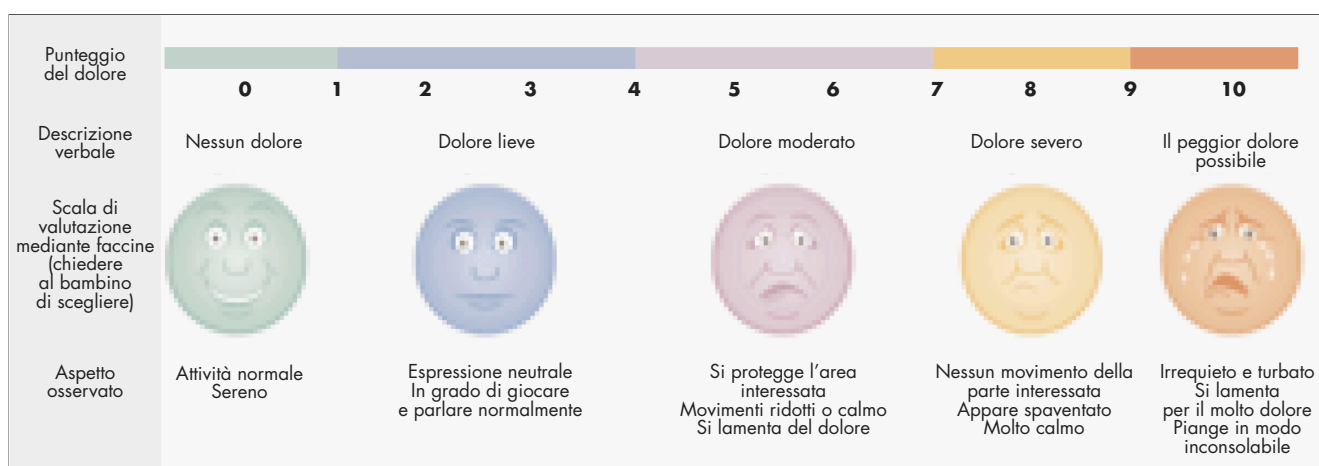 Punteggio
del dolore
0 1 2 3 4 5 6 7 8 9 10
Descrizione
verbale
Nessun dolore
Dolore lieve
Dolore moderato
Dolore severo
Il peggior dolore
possibile
Scala di
valutazione
mediante faccine
(chiedere
al bambino
di scegliere)
Aspetto
osservato
Attività normale
Sereno
Espressione neutrale
In grado di giocare
e parlare normalmente
Si protegge l’area
interessata
Movimenti ridotti o calmo
Si lamenta del dolore
Nessun movimento della
parte interessata
Appare spaventato
Molto calmo
Irrequieto e turbato
Si lamenta
per il molto dolore
Piange in modo
inconsolabile